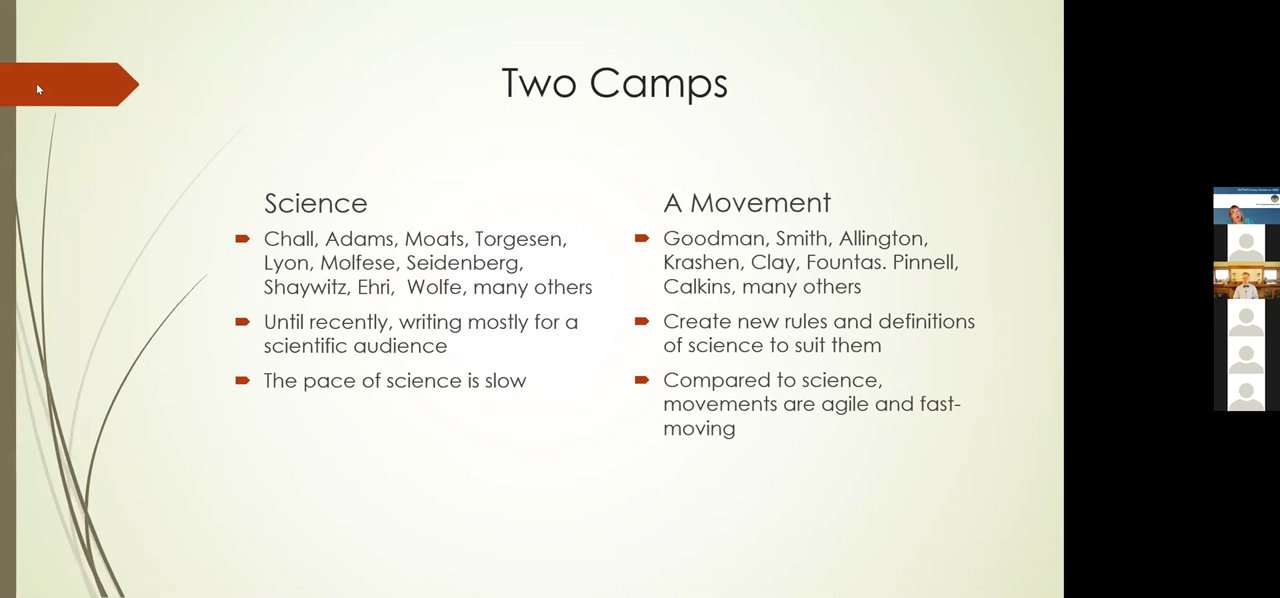 Two Camps
Science
Chall, Adams, Moats, Torgesen,
Lyon, Molfese, Seidenberg,
Shaywitz, Ehri,  Wolfe, many others
Until recently, writing mostly for a
scientific audience
The pace of science is slow
A Movement
Goodman, Smith, Allington,
Krashen, Clay, Fountas. Pinnell,
Calkins, many others
Create new rules and definitions
of science to suit them
Compared to science,
movements are agile and fast-
moving